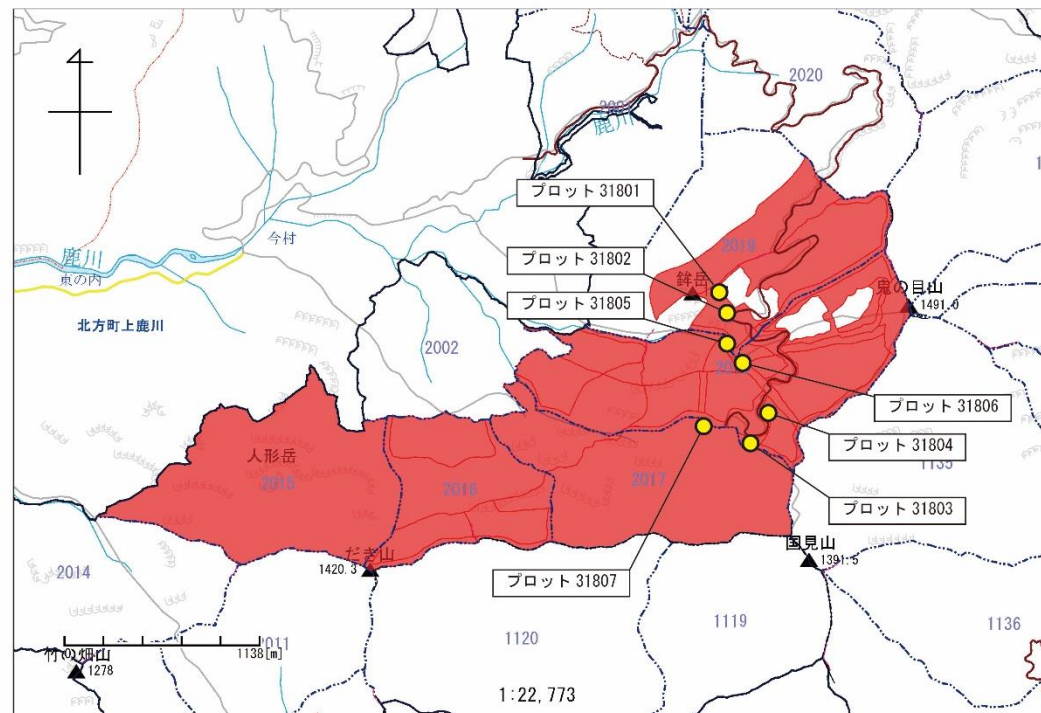 2020
鹿川
プロット 31801
今村
鹿川
2019
プロット 31802
東の内
鉾岳
鬼の目山
1491.0
プロット 31805
北方町上鹿川
2002
プロット 31806
プロット 31804
人形岳
1135
2015
2016
2017
プロット 31803
だき山
国見山
1420.3
1391.5
2014
プロット 31807
1119
1136
1120
竹の畑山
0
1138[m]
1278
1:22,773